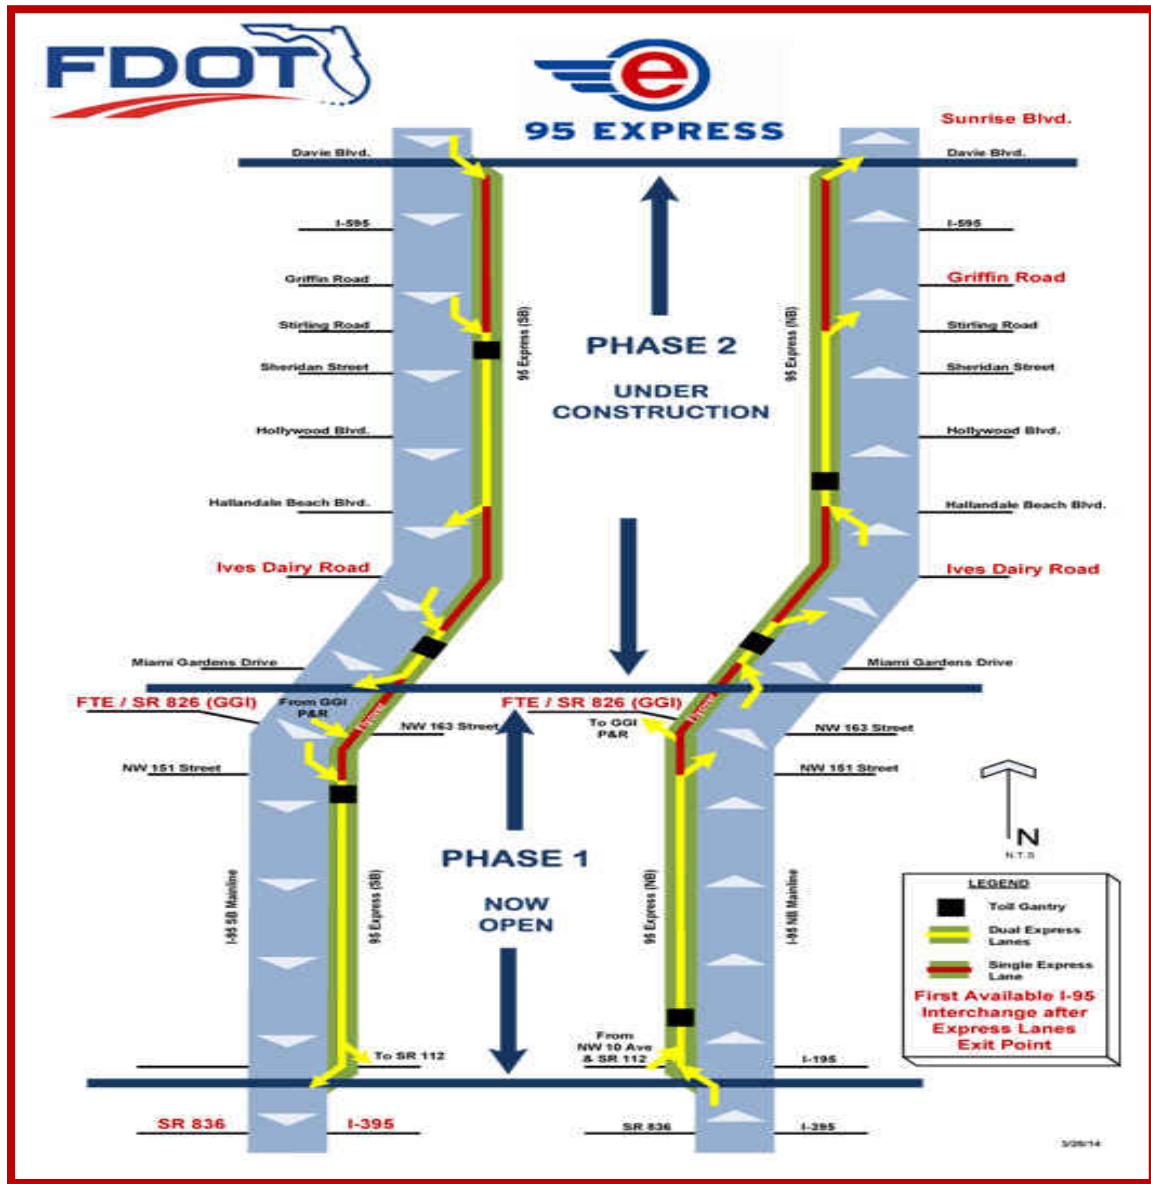 FDOT
e
95 EXPRESS
Sunrise Blvd.
Davie Blvd.
Davie Blvd.
I-595
I-595
Griffin Road
Griffin Road
Stirling Road
Stirling Road
Sheridan Street
Sheridan Street
Hollywood Blvd.
Hollywood Blvd.
Hallandale Beach Blvd.
Hallandale Beach Blvd.
Ives Dairy Road
Ives Dairy Road
95 Express (SB)
95 Express (NB)
PHASE 2
UNDER
CONSTRUCTION
Miami Gardens Drive
Miami Gardens Drive
FTE / SR 826 (GGI)
From GGI
P&R
FTE / SR 826 (GGI)
To GGI
P&R
Flyover
Flyover
NW 163 Street
NW 163 Street
NW 151 Street
NW 151 Street
PHASE 1
NOW
OPEN
I-95 SB Mainline
95 Express (SB)
95 Express (NB)
I-95 NB Mainline
N
N.T.S
LEGEND
Toll Gantry
Dual Express
Lanes
Single Express
Lane
First Available I-95
Interchange after
Express Lanes
Exit Point
To SR 112
From
NW 10 Ave
& SR 112
I-195
SR 836
I-395
SR 836
I-395
3/26/14